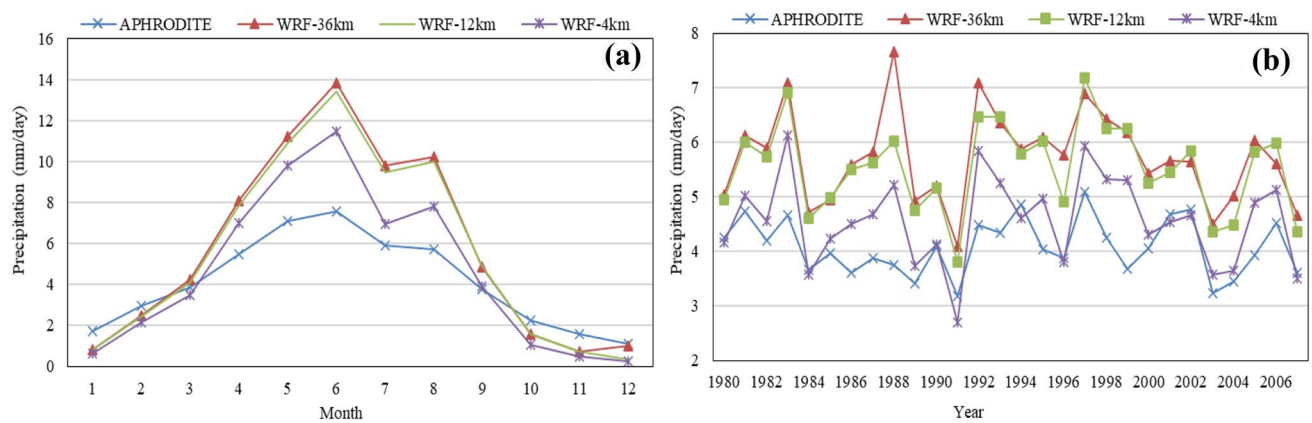 APHRODITE WRF-36km WRF-12km WRF-4km
(a)
Precipitation (mm/day)
16
14
12
10
8
6
4
2
0
1 2 3 4 5 6 7 8 9 10 11 12
Month
APHRODITE WRF-36km WRF-12km WRF-4km
(b)
Precipitation (mm/day)
8
7
6
5
4
3
2
1980 1982 1984 1986 1988 1990 1992 1994 1996 1998 2000 2002 2004 2006
Year